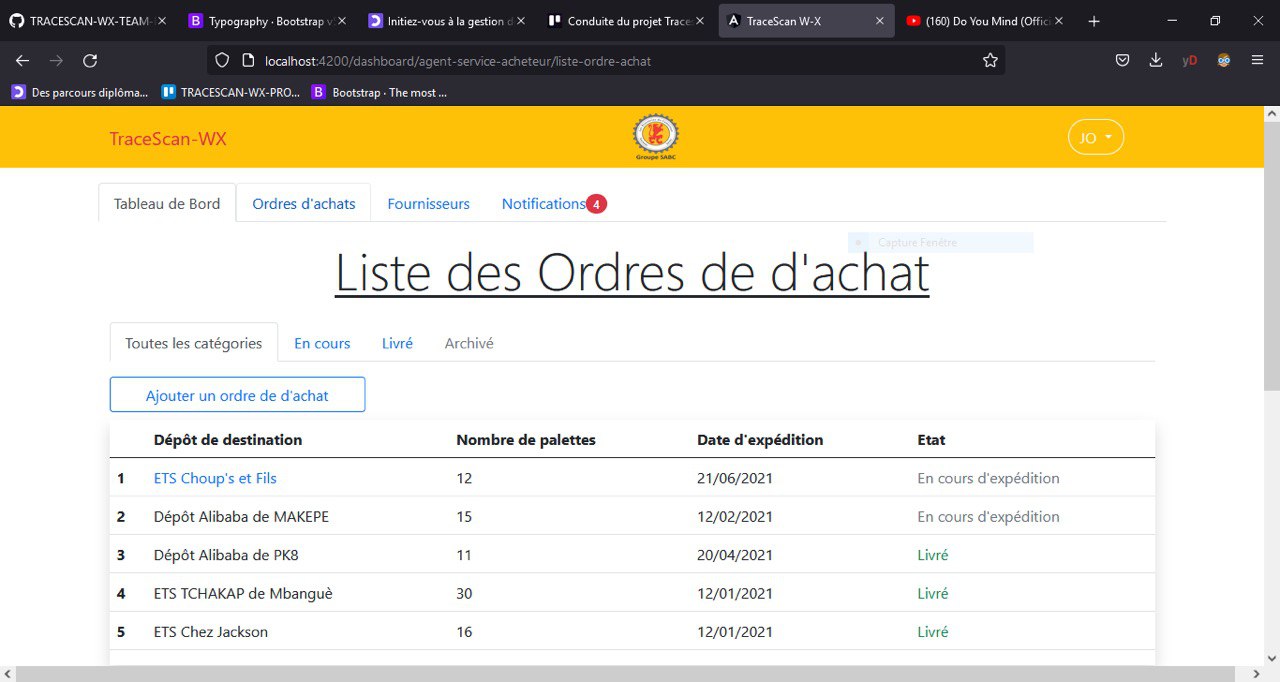 TRACESCAN-WX-TEAM-
Typography · Bootstrap v
Initiez-vous à la gestion d
Conduite du projet Traces
TraceScan W-X
(160) Do You Mind (Offici
localhost:4200/dashboard/agent-service-acheteur/liste-ordre-achat
yD
Des parcours diplôma...
TRACESCAN-WX-PRO...
Bootstrap · The most ...
TraceScan-WX
Groupe SABC
JO
Tableau de Bord
Ordres d'achats
Fournisseurs
Notifications 4
Capture Fenêtre
Liste des Ordres de d'achat
Toutes les catégories
En cours
Livré
Archivé
Ajouter un ordre de d'achat
Dépôt de destination Nombre de palettes Date d'expédition Etat
1 ETS Choup's et Fils 12 21/06/2021 En cours d'expédition
2 Dépôt Alibaba de MAKEPE 15 12/02/2021 En cours d'expédition
3 Dépôt Alibaba de PK8 11 20/04/2021 Livré
4 ETS TCHAKAP de Mbanguè 30 12/01/2021 Livré
5 ETS Chez Jackson 16 12/01/2021 Livré